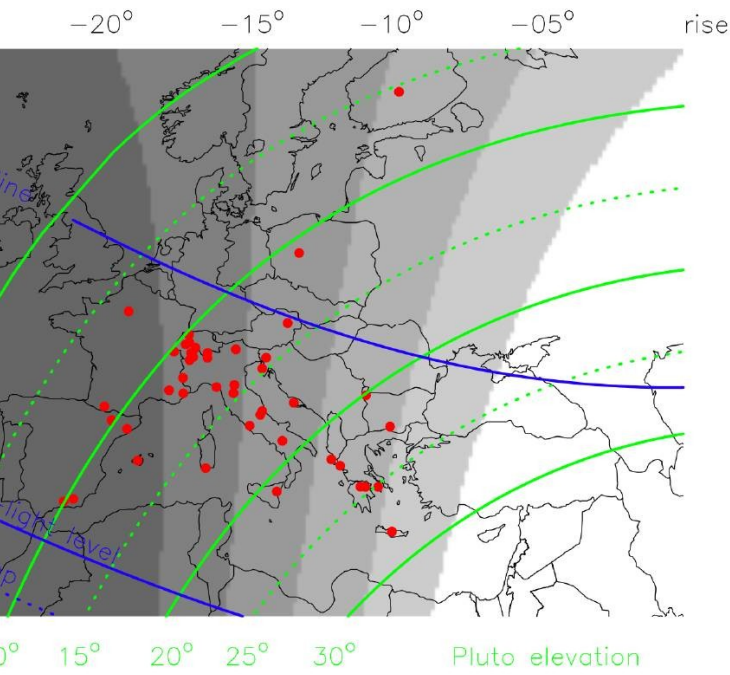 −20° −15° −10° −05° rise
ine
-light level
p
0° 15° 20° 25° 30° Pluto elevation